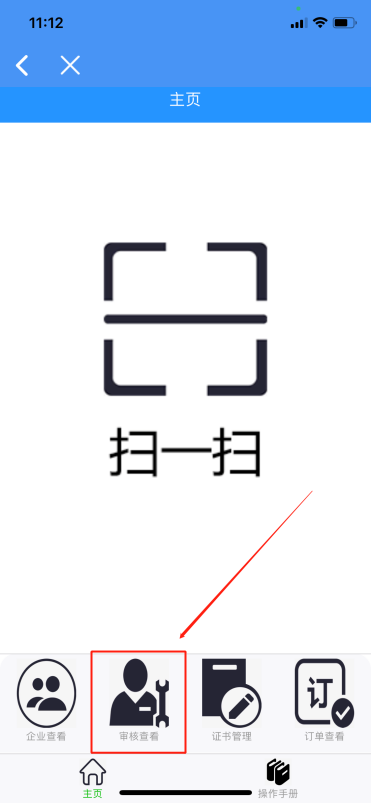 11:12
主页
扫一扫
订
企业查看
审核查看
证书管理
订单查看
主页
操作手册